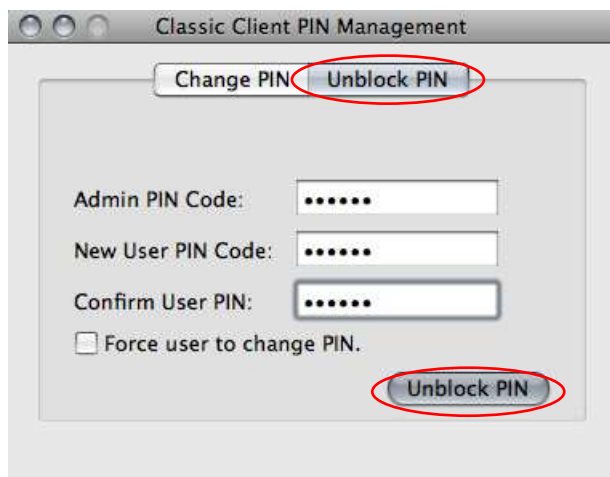 Classic Client PIN Management
Change PIN Unblock PIN
Admin PIN Code: ••••••
New User PIN Code: ••••••
Confirm User PIN: ••••••
Force user to change PIN.
Unblock PIN